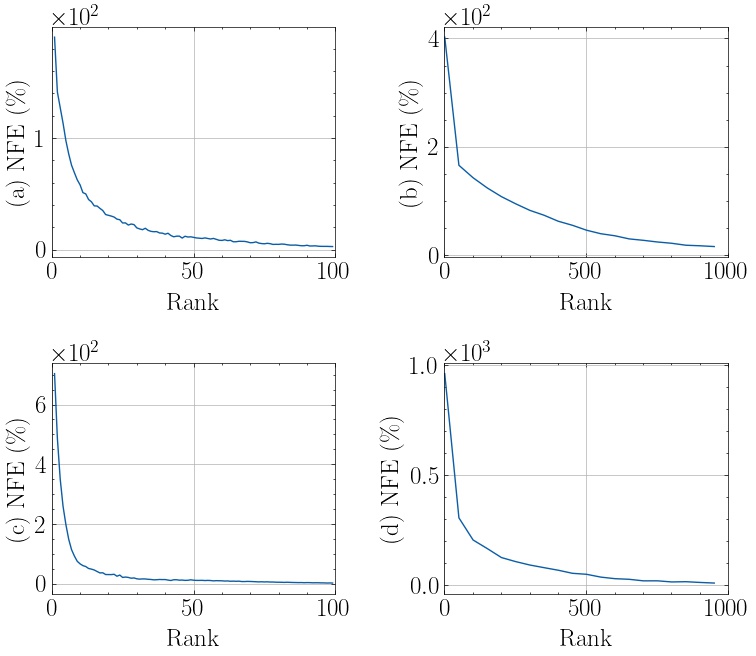 ×10²
(a) NFE (%)
1
0
0 50 100
Rank
×10²
(b) NFE (%)
4
2
0
0 500 1000
Rank
×10²
(c) NFE (%)
6
4
2
0
0 50 100
Rank
×10³
(d) NFE (%)
1.0
0.5
0.0
0 500 1000
Rank